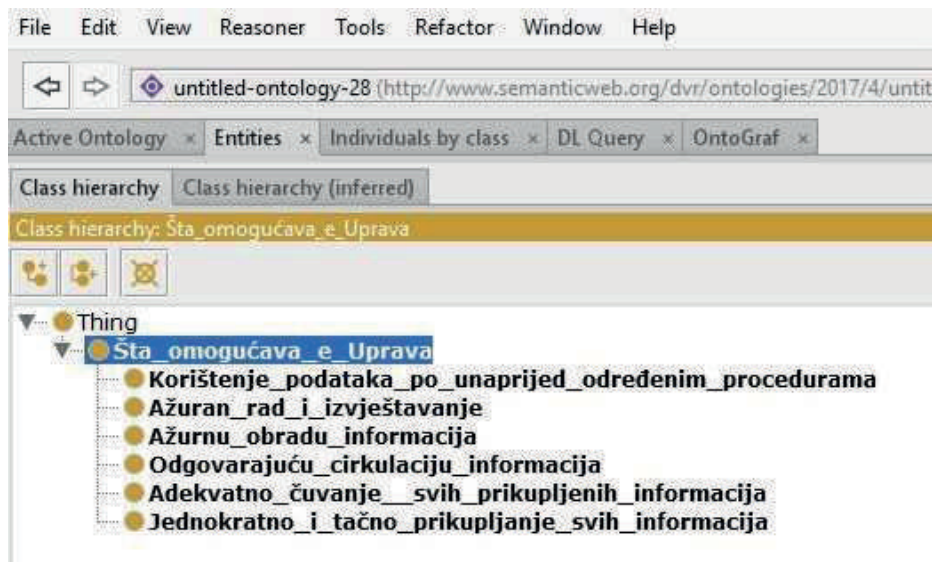 File Edit View Reasoner Tools Refactor Window Help
untitled-ontology-28 (http://www.semanticweb.org/dvr/ontologies/2017/4/untit
Active Ontology × Entities × Individuals by class × DL Query × OntoGraf ×
Class hierarchy Class hierarchy (inferred)
Class hierarchy: Šta_omogućava_e_Uprava
Thing
Šta_omogućava_e_Uprava
Korištenje_podataka_po_unaprijed_određenim_procedurama
Ažuran_rad_i_izvještavanje
Ažurnu_obradu_informacija
Odgovarajuću_cirkulaciju_informacija
Adekvatno_čuvanje__svih_prikupljenih_informacija
Jednokratno_i_tačno_prikupljanje_svih_informacija